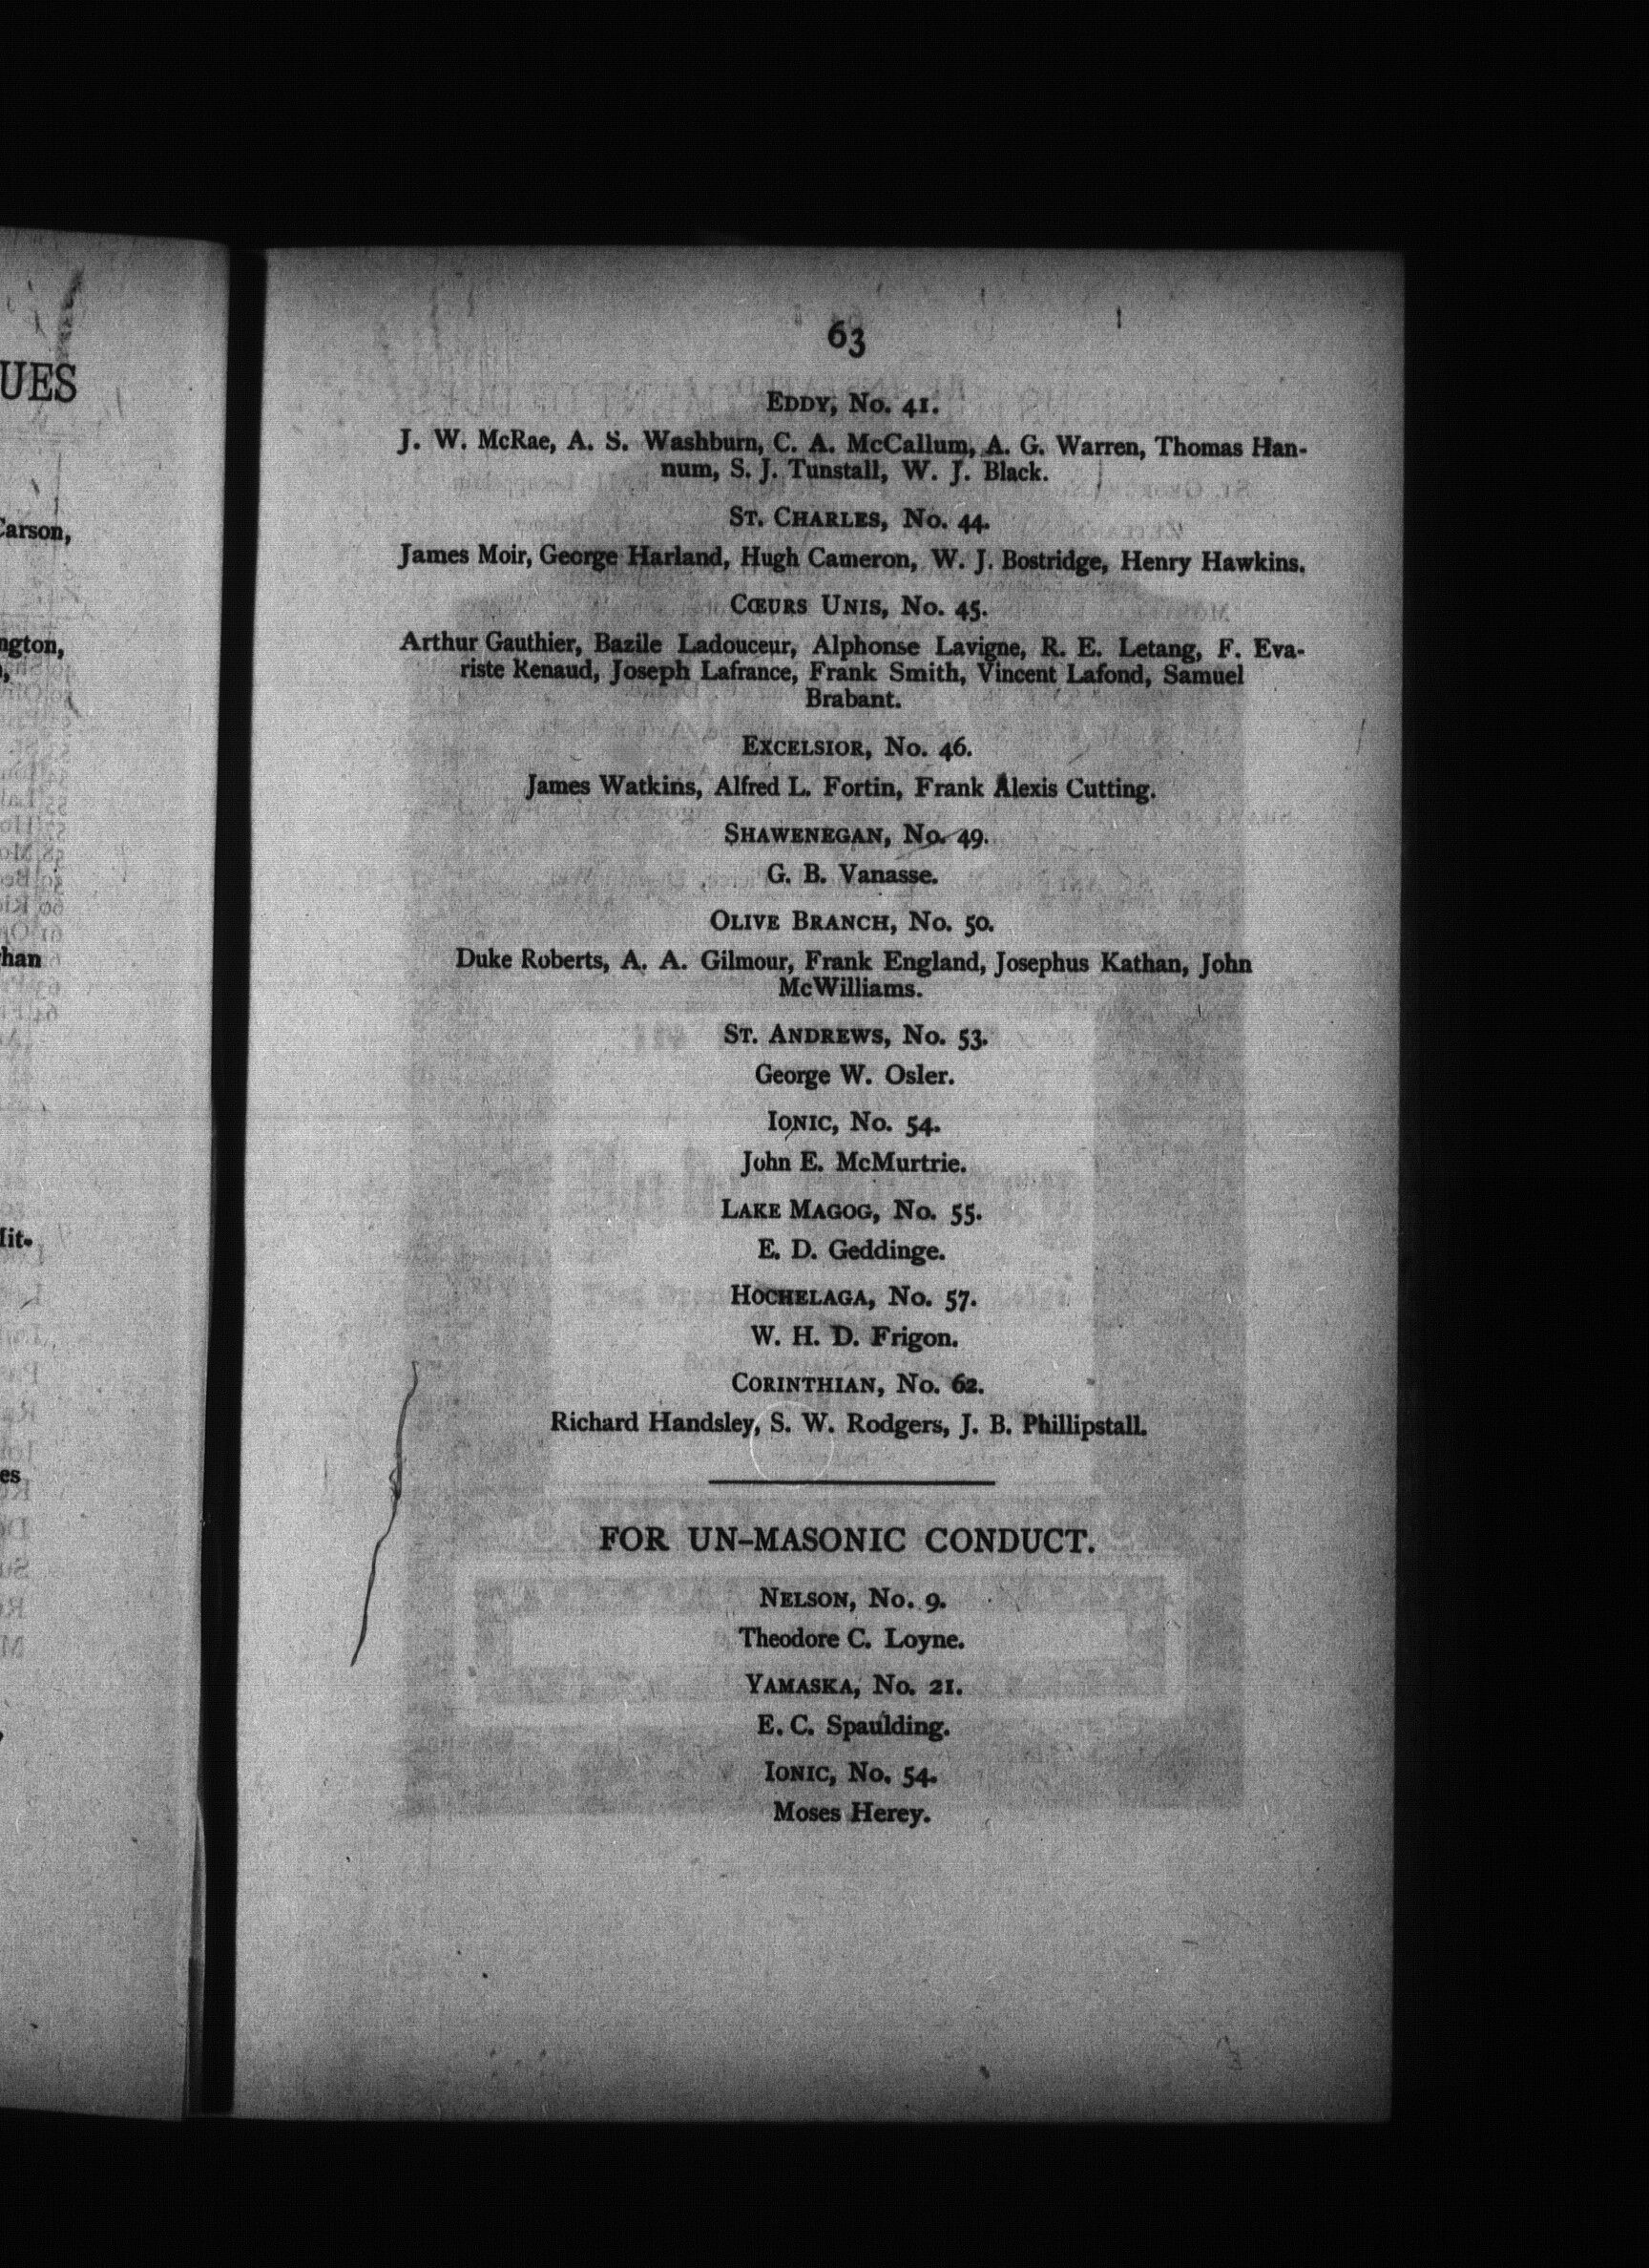 UES
Carson,
ngton,
han
Mit-
es
63
EDDY, No. 41.
J. W. McRae, A. S. Washburn, C. A. McCallum, A. G. Warren, Thomas Han-
num, S. J. Tunstall, W. J. Black.
ST. CHARLES, No. 44.
James Moir, George Harland, Hugh Cameron, W. J. Bostridge, Henry Hawkins.
CŒURS UNIS, No. 45.
Arthur Gauthier, Bazile Ladouceur, Alphonse Lavigne, R. E. Letang, F. Eva-
riste Renaud, Joseph Lafrance, Frank Smith, Vincent Lafond, Samuel
Brabant.
EXCELSIOR, No. 46.
James Watkins, Alfred L. Fortin, Frank Alexis Cutting.
SHAWENEGAN, No. 49.
G. B. Vanasse.
OLIVE BRANCH, No. 50.
Duke Roberts, A. A. Gilmour, Frank England, Josephus Kathan, John
McWilliams.
ST. ANDREWS, No. 53.
George W. Osler.
IONIC, No. 54.
John E. McMurtrie.
LAKE MAGOG, No. 55.
E. D. Geddinge.
HOCHELAGA, No. 57.
W. H. D. Frigon.
CORINTHIAN, No. 62.
Richard Handsley, S. W. Rodgers, J. B. Phillipstall.
FOR UN-MASONIC CONDUCT.
NELSON, No. 9.
Theodore C. Loyne.
YAMASKA, No. 21.
E. C. Spaulding.
IONIC, No. 54.
Moses Herey.